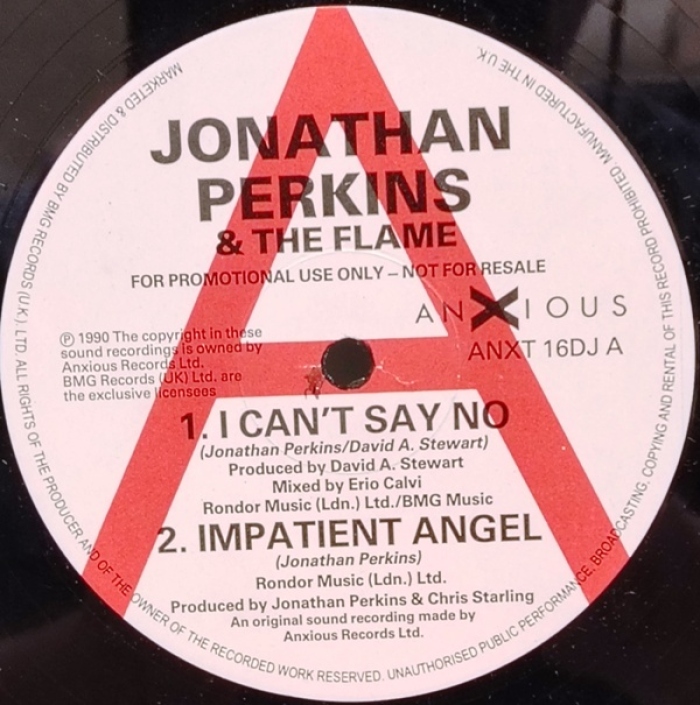 JONATHAN
PERKINS
& THE FLAME
FOR PROMOTIONAL USE ONLY – NOT FOR RESALE
ANXIOUS
ANXT 16DJ A
℗ 1990 The copyright in these
sound recordings is owned by
Anxious Records Ltd.
BMG Records (UK) Ltd. are
the exclusive licensees
1. I CAN'T SAY NO
(Jonathan Perkins/David A. Stewart)
Produced by David A. Stewart
Mixed by Erio Calvi
Rondor Music (Ldn.) Ltd./BMG Music
2. IMPATIENT ANGEL
(Jonathan Perkins)
Rondor Music (Ldn.) Ltd.
Produced by Jonathan Perkins & Chris Starling
An original sound recording made by
Anxious Records Ltd.
MARKETED & DISTRIBUTED BY BMG RECORDS (U.K.) LTD. ALL RIGHTS OF THE PRODUCER AND OF THE OWNER OF THE RECORDED WORK RESERVED. UNAUTHORISED PUBLIC PERFORMANCE, BROADCASTING, COPYING AND RENTAL OF THIS RECORD PROHIBITED. MANUFACTURED IN THE U.K.